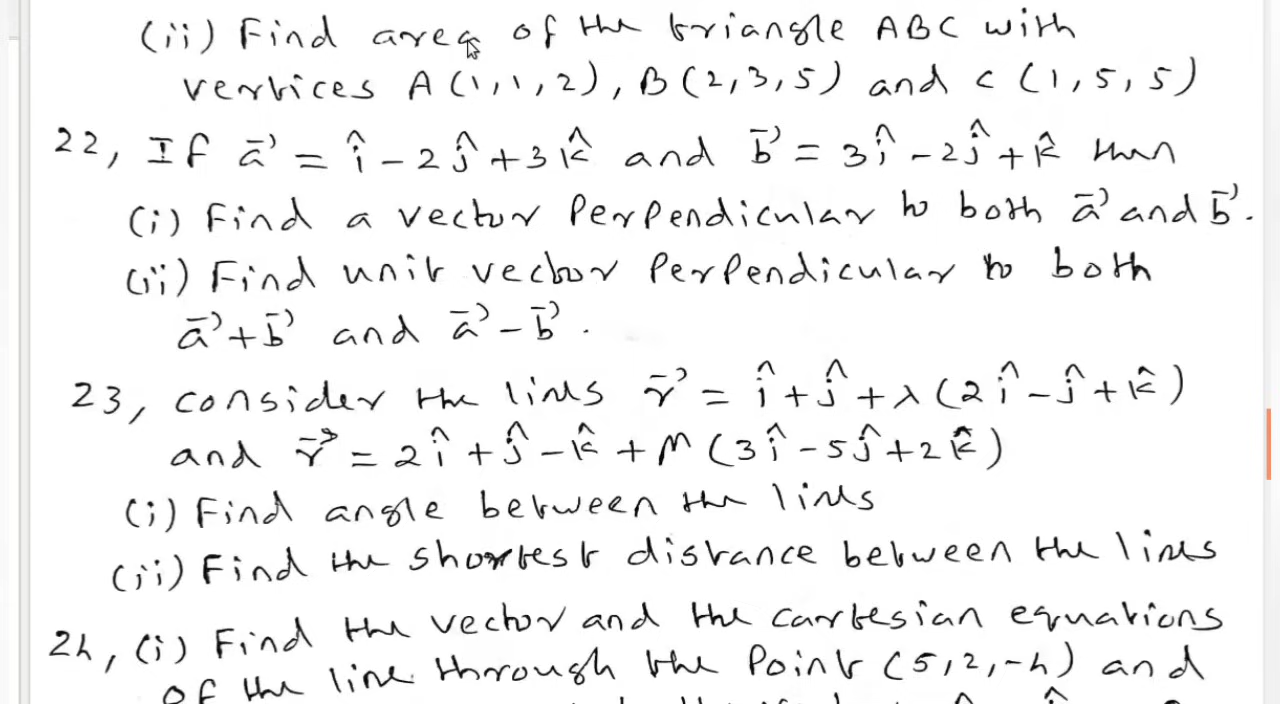 (ii) Find area of the triangle ABC with
vertices A (1,1,2), B (2,3,5) and C (1,5,5)
22, If a⃗ = î - 2ĵ + 3k̂ and b⃗ = 3î - 2ĵ + k̂ then
(i) Find a vector perpendicular to both a⃗ and b⃗.
(ii) Find unit vector perpendicular to both
a⃗ + b⃗ and a⃗ - b⃗.
23, consider the lines r⃗ = î + ĵ + λ (2î - ĵ + k̂)
and r⃗ = 2î + ĵ - k̂ + μ (3î - 5ĵ + 2k̂)
(i) Find angle between the lines
(ii) Find the shortest distance between the lines
24, (i) Find the vector and the cartesian equations
of the line through the point (5,2,-4) and